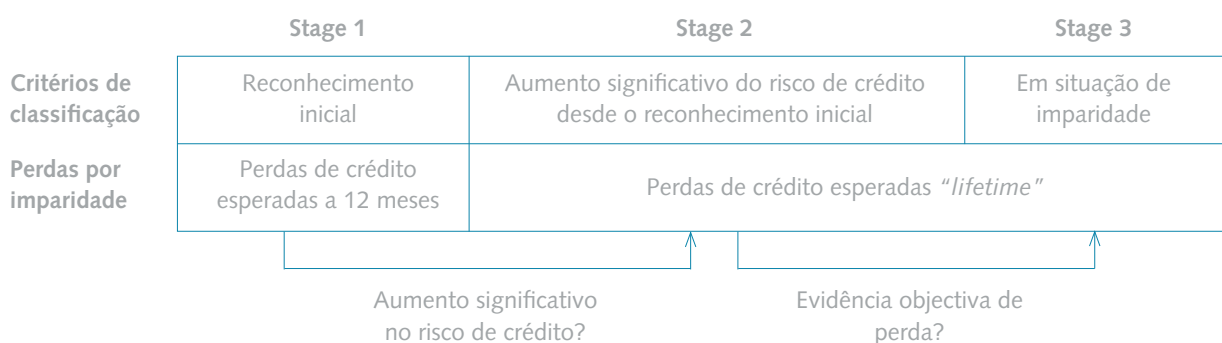 Stage 1
Stage 2
Stage 3
Critérios de
classificação
Reconhecimento
inicial
Aumento significativo do risco de crédito
desde o reconhecimento inicial
Em situação de
imparidade
Perdas por
imparidade
Perdas de crédito
esperadas a 12 meses
Perdas de crédito esperadas “lifetime”
Aumento significativo
no risco de crédito?
Evidência objectiva de
perda?